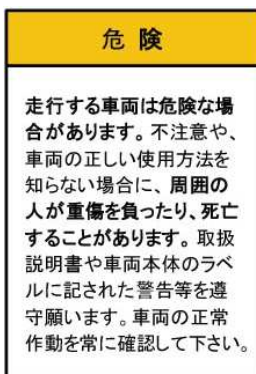 危険
走行する車両は危険な場
合があります。不注意や、
車両の正しい使用方法を
知らない場合に、周囲の
人が重傷を負ったり、死亡
することがあります。取扱
説明書や車両本体のラベ
ルに記された警告等を遵
守願います。車両の正常
作動を常に確認して下さい。